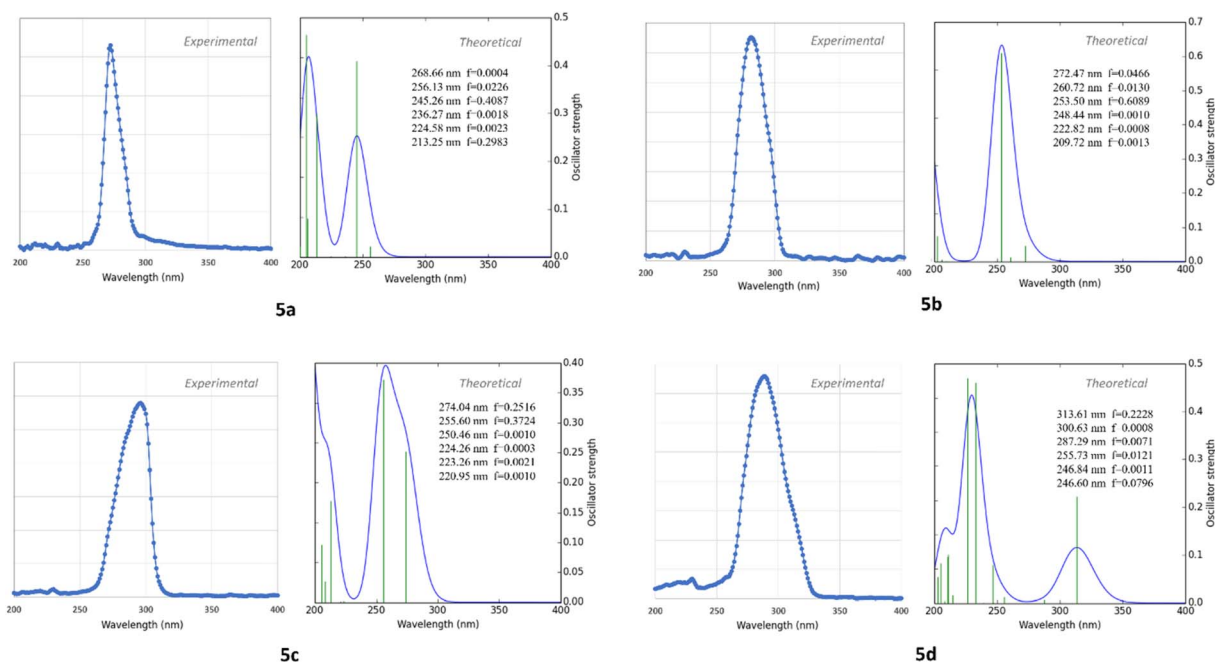 Experimental
200 250 300 350 400
Wavelength (nm)
Theoretical
268.66 nm f=0.0004
256.13 nm f=0.0226
245.26 nm f=0.4087
236.27 nm f=0.0018
224.58 nm f=0.0023
213.25 nm f=0.2983
0.5
0.4
0.3
0.2
0.1
0.0
Oscillator strength
200 250 300 350 400
Wavelength (nm)
5a
Experimental
200 250 300 350 400
Wavelength (nm)
Theoretical
272.47 nm f=0.0466
260.72 nm f=0.0130
253.50 nm f=0.6089
248.44 nm f=0.0010
222.82 nm f=0.0008
209.72 nm f=0.0013
0.7
0.6
0.5
0.4
0.3
0.2
0.1
0.0
Oscillator strength
200 250 300 350 400
Wavelength (nm)
5b
Experimental
200 250 300 350 400
Wavelength (nm)
Theoretical
274.04 nm f=0.2516
255.60 nm f=0.3724
250.46 nm f=0.0010
224.26 nm f=0.0003
223.26 nm f=0.0021
220.95 nm f=0.0010
0.40
0.35
0.30
0.25
0.20
0.15
0.10
0.05
0.00
Oscillator strength
200 250 300 350 400
Wavelength (nm)
5c
Experimental
200 250 300 350 400
Wavelength (nm)
Theoretical
313.61 nm f=0.2228
300.63 nm f=0.0008
287.29 nm f=0.0071
255.73 nm f=0.0121
246.84 nm f=0.0011
246.60 nm f=0.0796
0.5
0.4
0.3
0.2
0.1
0.0
Oscillator strength
200 250 300 350 400
Wavelength (nm)
5d